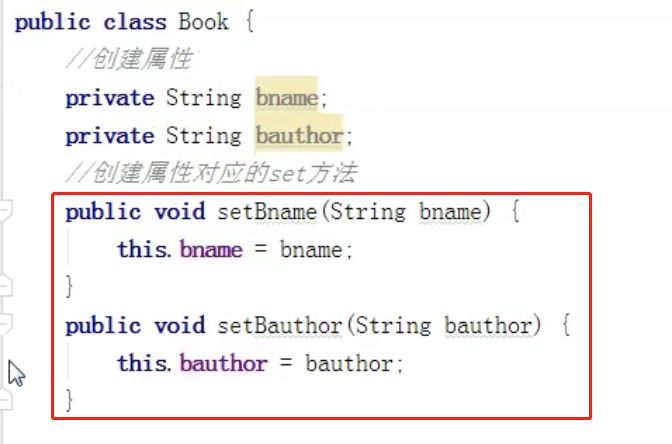 public class Book {
//创建属性
private String bname;
private String bauthor;
//创建属性对应的set方法
public void setBname(String bname) {
this.bname = bname;
}
public void setBauthor(String bauthor) {
this.bauthor = bauthor;
}